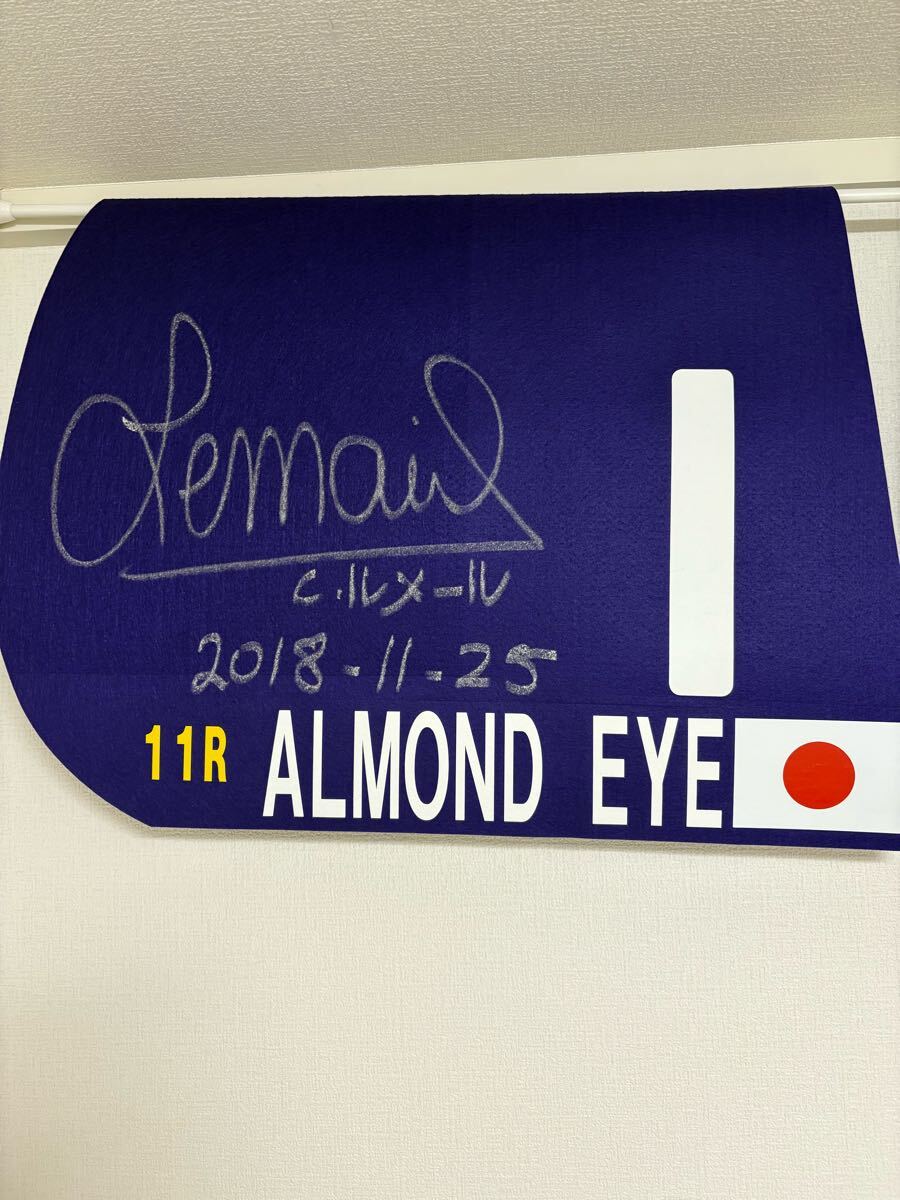 Lemaire
C.ルメール
2018-11-25
1
11R ALMOND EYE